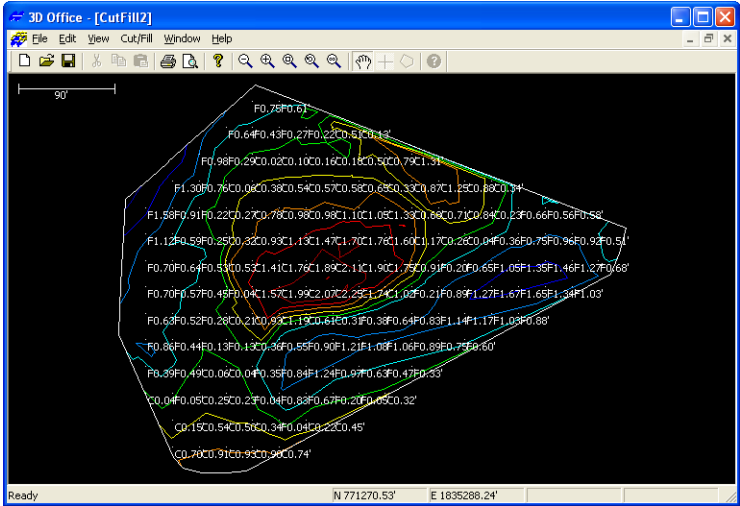 3D Office - [CutFill2]
File Edit View Cut/Fill Window Help
90'
F0.75F0.61'
F0.64F0.43F0.27F0.22C0.51C0.13'
F0.98F0.29C0.02C0.10C0.16C0.18C0.50C0.79C1.31'
F1.30F0.76C0.06C0.38C0.54C0.57C0.58C0.65C0.33C0.87C1.25C0.88C0.34'
F1.58F0.91F0.22C0.27C0.78C0.98C0.98C1.10C1.05C1.33C0.66C0.71C0.84C0.23F0.66F0.56F0.58'
F1.12F0.59F0.25C0.32C0.93C1.13C1.47C1.70C1.76C1.60C1.17C0.26C0.04F0.36F0.75F0.96F0.92F0.51'
F0.70F0.64F0.53C0.53C1.41C1.76C1.89C2.11C1.90C1.75C0.91F0.20F0.65F1.05F1.35F1.46F1.27F0.68'
F0.70F0.57F0.45F0.04C1.57C1.99C2.07C2.25C1.74C1.02F0.21F0.89F1.27F1.67F1.65F1.34F1.03'
F0.63F0.52F0.28C0.21C0.93C1.19C0.61C0.31F0.38F0.64F0.83F1.14F1.17F1.03F0.88'
F0.86F0.44F0.13F0.13C0.36F0.55F0.90F1.21F1.08F1.06F0.89F0.75F0.60'
F0.39F0.49C0.06C0.04F0.35F0.84F1.24F0.97F0.63F0.47F0.33'
C0.04F0.05C0.25C0.23F0.04F0.83F0.67F0.20F0.05C0.32'
C0.15C0.54C0.50C0.34F0.04C0.22C0.45'
C0.70C0.91C0.93C0.90C0.74'
Ready N 771270.53' E 1835288.24'